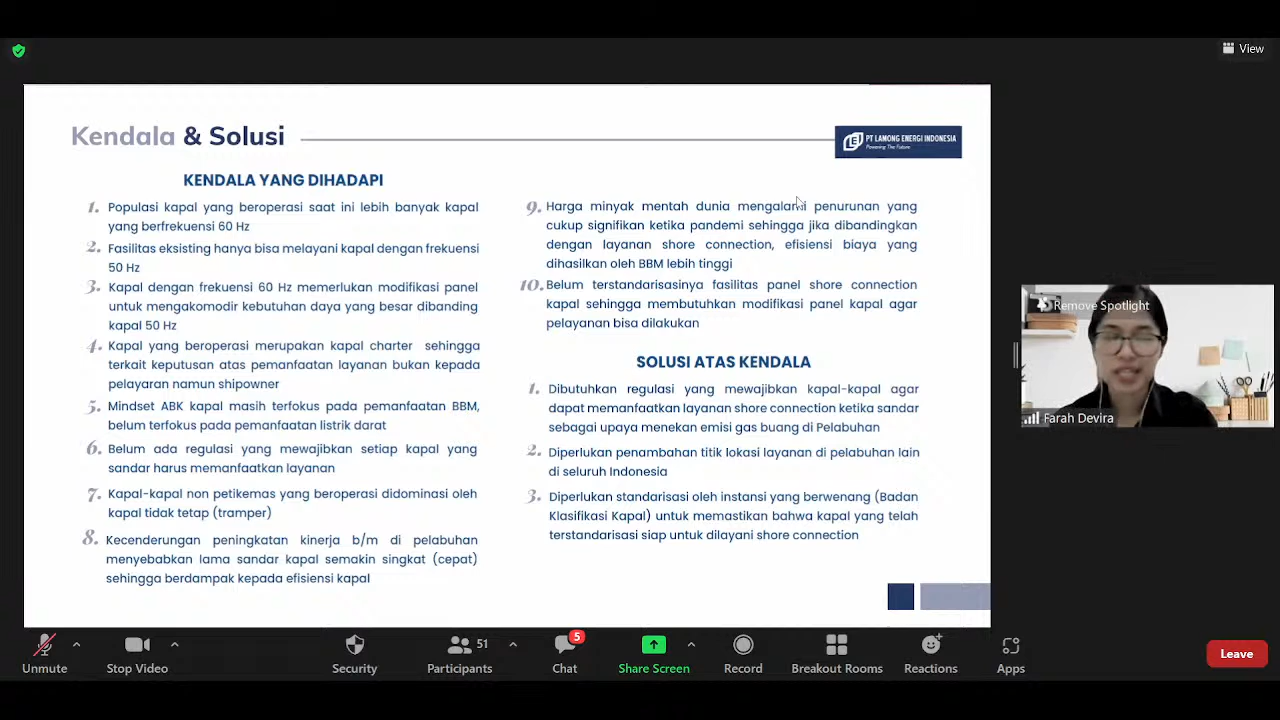 View
Kendala & Solusi
PT LAMONG ENERGI INDONESIA
Powering The Future
KENDALA YANG DIHADAPI
1. Populasi kapal yang beroperasi saat ini lebih banyak kapal
yang berfrekuensi 60 Hz
2. Fasilitas eksisting hanya bisa melayani kapal dengan frekuensi
50 Hz
3. Kapal dengan frekuensi 60 Hz memerlukan modifikasi panel
untuk mengakomodir kebutuhan daya yang besar dibanding
kapal 50 Hz
4. Kapal yang beroperasi merupakan kapal charter sehingga
terkait keputusan atas pemanfaatan layanan bukan kepada
pelayaran namun shipowner
5. Mindset ABK kapal masih terfokus pada pemanfaatan BBM,
belum terfokus pada pemanfaatan listrik darat
6. Belum ada regulasi yang mewajibkan setiap kapal yang
sandar harus memanfaatkan layanan
7. Kapal-kapal non petikemas yang beroperasi didominasi oleh
kapal tidak tetap (tramper)
8. Kecenderungan peningkatan kinerja b/m di pelabuhan
menyebabkan lama sandar kapal semakin singkat (cepat)
sehingga berdampak kepada efisiensi kapal
9. Harga minyak mentah dunia mengalami penurunan yang
cukup signifikan ketika pandemi sehingga jika dibandingkan
dengan layanan shore connection, efisiensi biaya yang
dihasilkan oleh BBM lebih tinggi
10. Belum terstandarisasinya fasilitas panel shore connection
kapal sehingga membutuhkan modifikasi panel kapal agar
pelayanan bisa dilakukan
SOLUSI ATAS KENDALA
1. Dibutuhkan regulasi yang mewajibkan kapal-kapal agar
dapat memanfaatkan layanan shore connection ketika sandar
sebagai upaya menekan emisi gas buang di Pelabuhan
2. Diperlukan penambahan titik lokasi layanan di pelabuhan lain
di seluruh Indonesia
3. Diperlukan standarisasi oleh instansi yang berwenang (Badan
Klasifikasi Kapal) untuk memastikan bahwa kapal yang telah
terstandarisasi siap untuk dilayani shore connection
Remove Spotlight
Farah Devira
51
5
Unmute
Stop Video
Security
Participants
Chat
Share Screen
Record
Breakout Rooms
Reactions
Apps
Leave